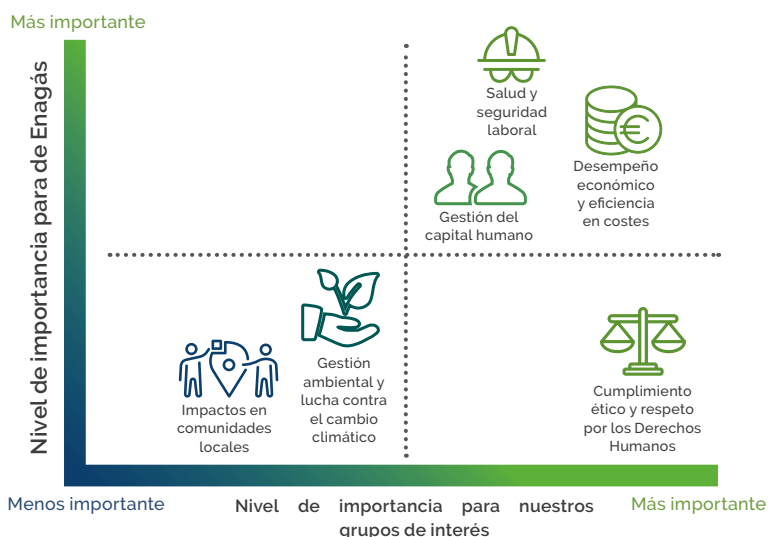 Más importante
Nivel de importancia para de Enagás
Salud y
seguridad
laboral
Desempeño
económico
y eficiencia
en costes
Gestión del
capital humano
Gestión
ambiental y
lucha contra
el cambio
climático
Impactos en
comunidades
locales
Cumplimiento
ético y respeto
por los Derechos
Humanos
Menos importante
Nivel de importancia para nuestros
grupos de interés
Más importante